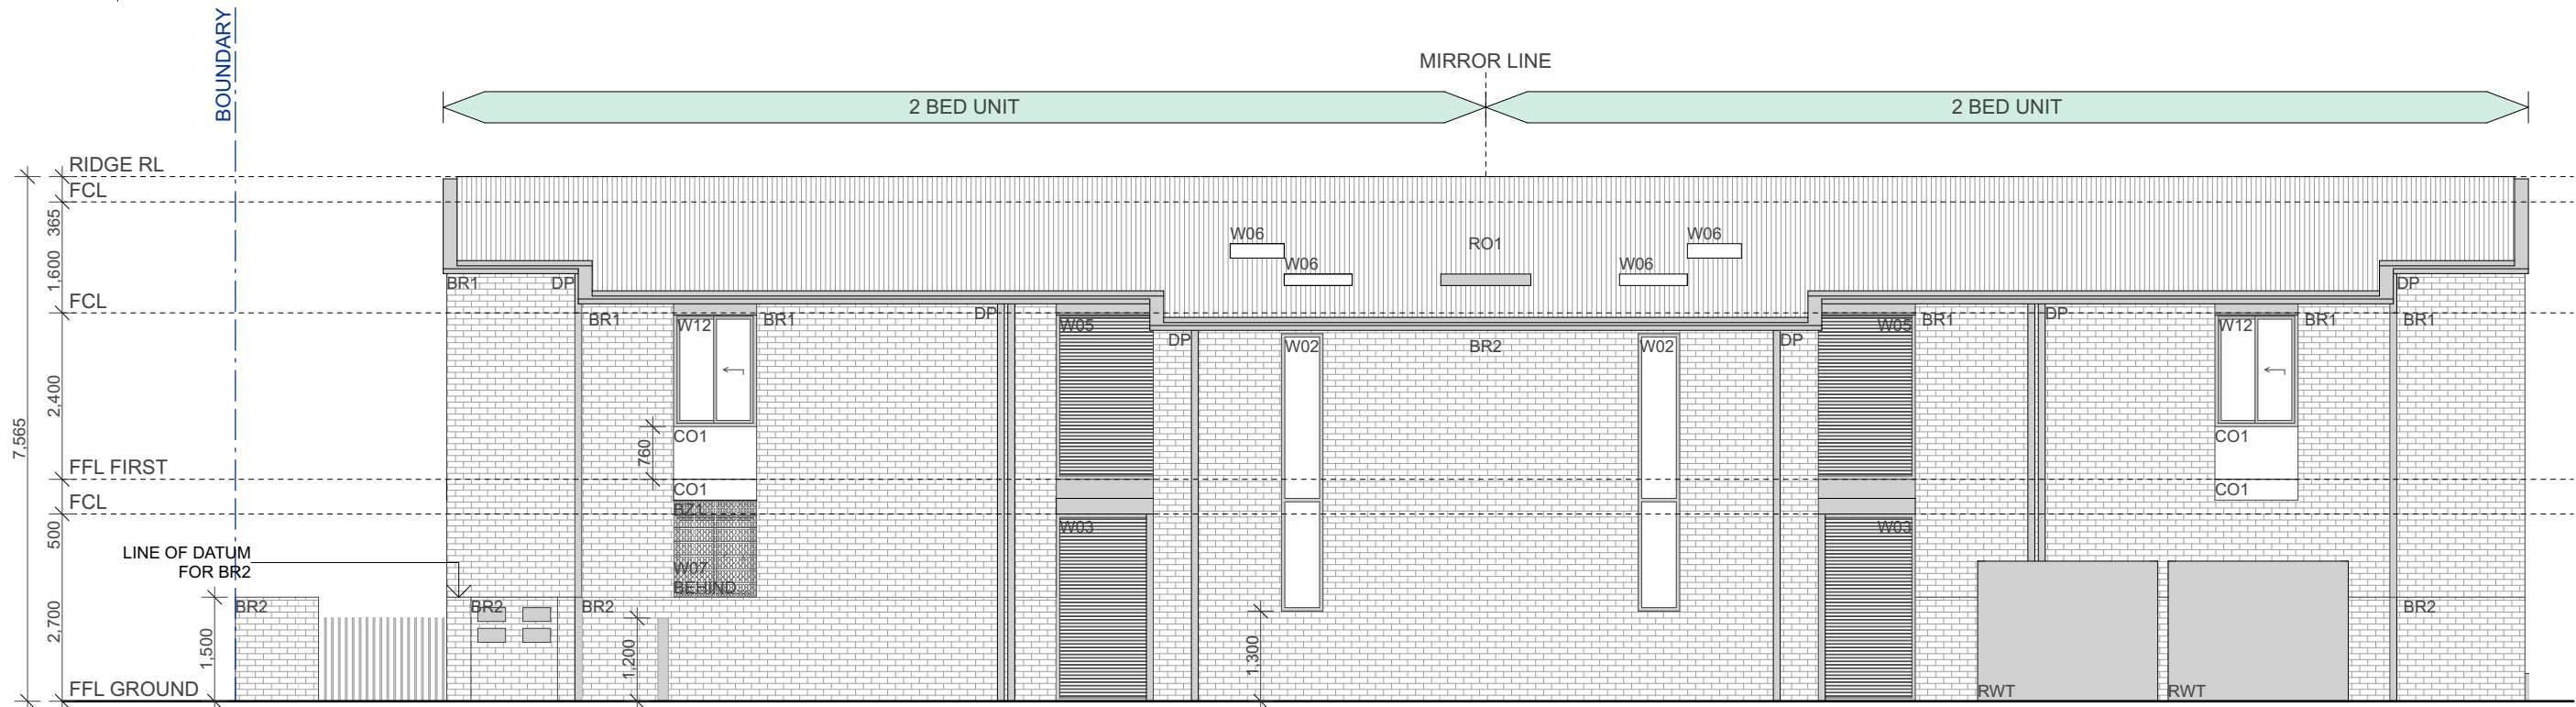 BOUNDARY
MIRROR LINE
2 BED UNIT
2 BED UNIT
RIDGE RL
FCL
365
W06
W06
RO1
W06
W06
1,600
BR1
DP
DP
FCL
BR1
W12
BR1
DP
W05
DP
W02
BR2
W02
DP
W05
BR1
DP
W12
BR1
BR1
2,400
7,565
760
CO1
CO1
FFL FIRST
CO1
CO1
FCL
BZ1
W03
W03
500
LINE OF DATUM
FOR BR2
W07
BEHIND
BR2
BR2
BR2
BR2
2,700
1,500
1,200
1,300
FFL GROUND
RWT
RWT